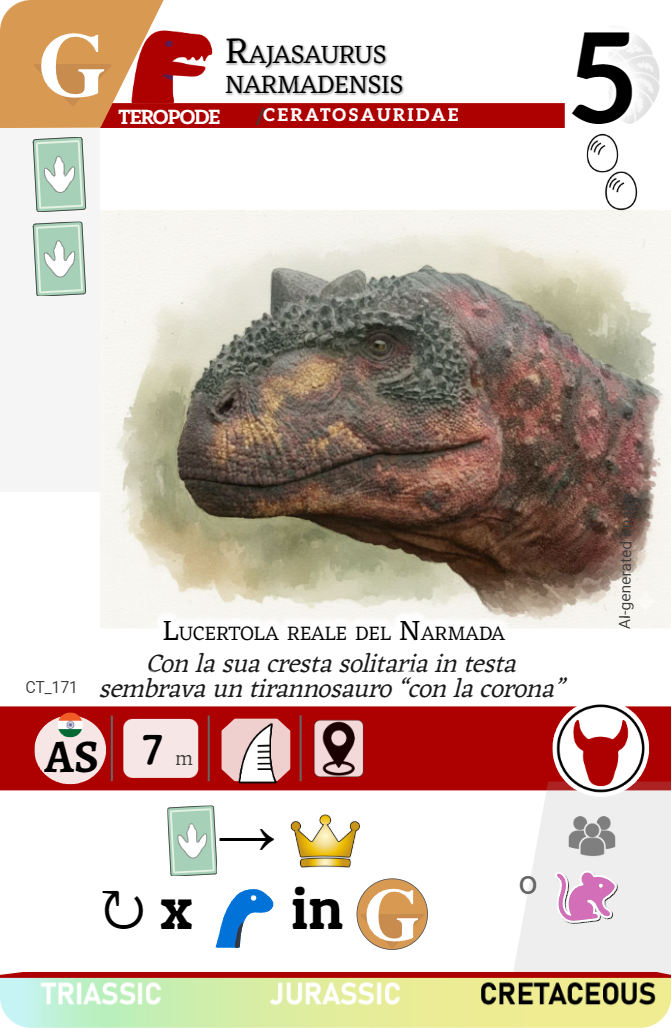 G
RAJASAURUS
NARMADENSIS
5
TEROPODE / CERATOSAURIDAE
AI-generated
LUCERTOLA REALE DEL NARMADA
Con la sua cresta solitaria in testa
CT_171
sembrava un tirannosauro “con la corona”
AS 7 m
→
↻ x in G
o
TRIASSIC JURASSIC CRETACEOUS